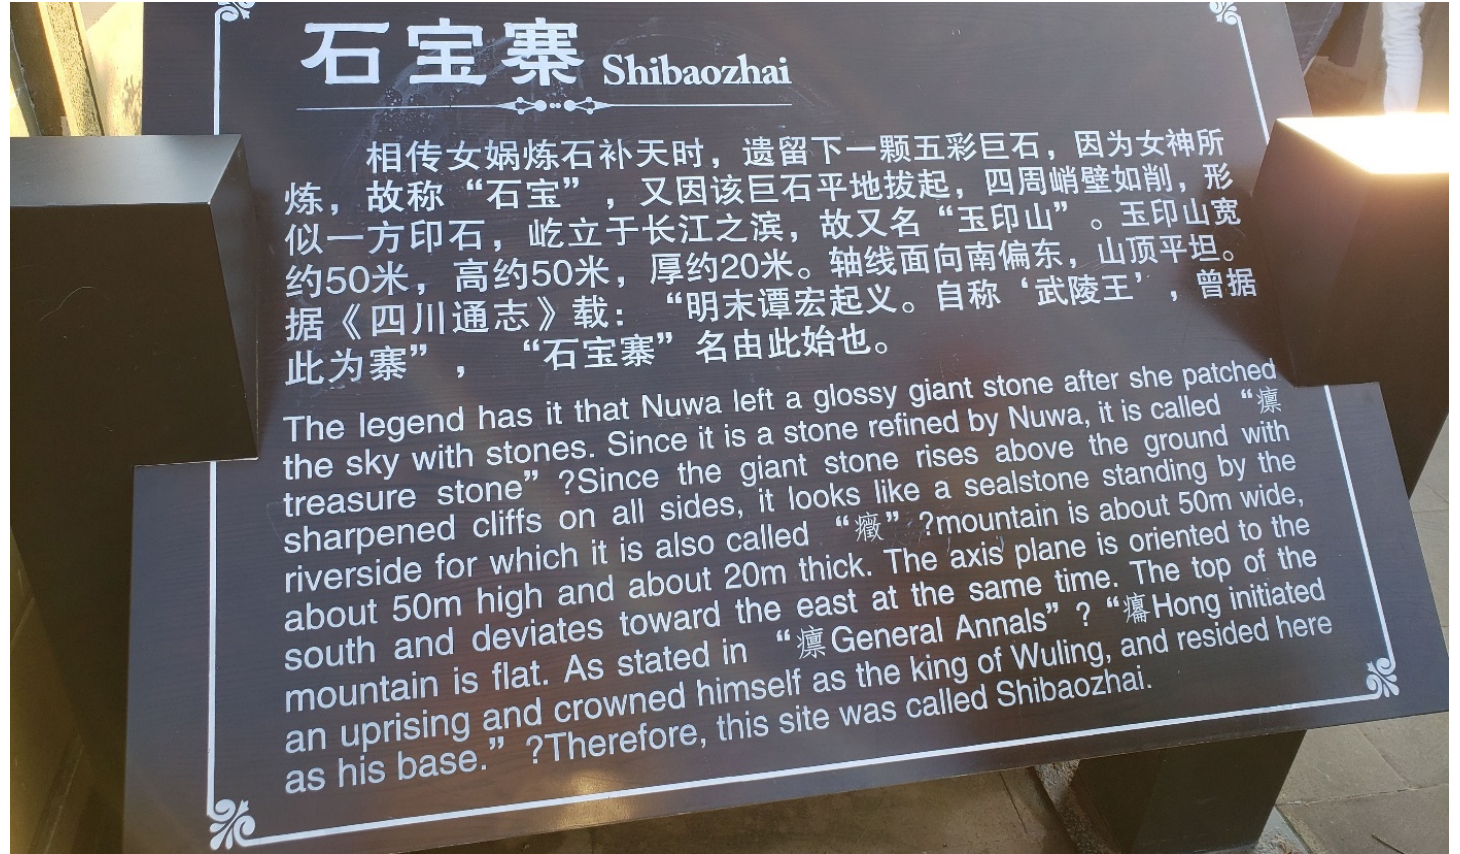 石宝寨 Shibaozhai
相传女娲炼石补天时，遗留下一颗五彩巨石，因为女神所
炼，故称“石宝”，又因该巨石平地拔起，四周峭壁如削，形
似一方印石，屹立于长江之滨，故又名“玉印山”。玉印山宽
约50米，高约50米，厚约20米。轴线面向南偏东，山顶平坦。
据《四川通志》载：“明末谭宏起义。自称‘武陵王’，曾据
此为寨”，“石宝寨”名由此始也。
The legend has it that Nuwa left a glossy giant stone after she patched
the sky with stones. Since it is a stone refined by Nuwa, it is called “癝
treasure stone” ?Since the giant stone rises above the ground with
sharpened cliffs on all sides, it looks like a sealstone standing by the
riverside for which it is also called “癥” ?mountain is about 50m wide,
about 50m high and about 20m thick. The axis plane is oriented to the
south and deviates toward the east at the same time. The top of the
mountain is flat. As stated in “癝General Annals” ? “Hong initiated
an uprising and crowned himself as the king of Wuling, and resided here
as his base.” ?Therefore, this site was called Shibaozhai.